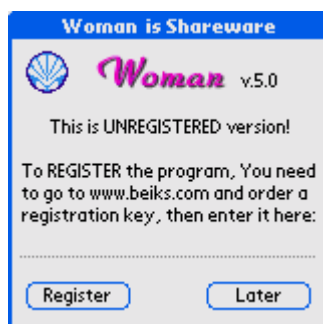 Woman is Shareware
Woman v.5.0
This is UNREGISTERED version!
To REGISTER the program, You need
to go to www.beiks.com and order a
registration key, then enter it here:
Register Later